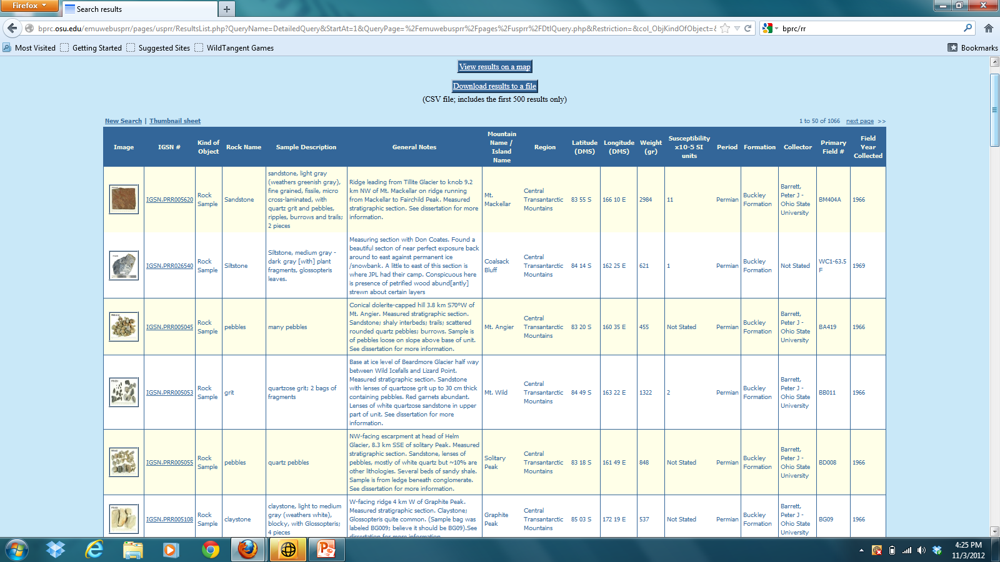 Firefox
Search results
bprc.osu.edu/emuwebusprr/pages/usprr/ResultsList.php?QueryName=DetailedQuery&StartAt=1&QueryPage=%2Femuwebusprr%2Fpages%2Fusprr%2FDtlQuery.php&Restriction=&col_ObjKindOfObject=&
bprc/rr
Most Visited Getting Started Suggested Sites WildTangent Games Bookmarks
View results on a map
Download results to a file
(CSV file; includes the first 500 results only)
New Search | Thumbnail sheet 1 to 50 of 1066 next page >>
Image
IGSN #
Kind of
Object
Rock Name
Sample Description
General Notes
Mountain
Name /
Island
Name
Region
Latitude
(DMS)
Longitude
(DMS)
Weight
(gr)
Susceptibility
x10-5 SI
units
Period
Formation
Collector
Primary
Field #
Field
Year
Collected
IGSN.PRR005620
Rock
Sample
Sandstone
sandstone, light gray
(weathers greenish gray),
fine grained, fissile, micro
cross-laminated, with
quartz grit and pebbles,
ripples, burrows and trails;
2 pieces
Ridge leading from Tillite Glacier to knob 9.2
km NW of Mt. Mackellar on ridge running
from Mackellar to Fairchild Peak. Measured
stratigraphic section. See dissertation for more
information.
Mt.
Mackellar
Central
Transantarctic
Mountains
83 55 S
166 10 E
2984
11
Permian
Buckley
Formation
Barrett,
Peter J -
Ohio State
University
BM404A
1966
IGSN.PRR026540
Rock
Sample
Siltstone
Siltstone, medium gray -
dark gray [with] plant
fragments, glossopteris
leaves.
Measuring section with Don Coates. Found a
beautiful secton of near perfect exposure back
around to east against permanent ice
/snowbank. A little to east of this section is
where JPL had their camp. Conspicuous here
is presence of petrified wood abund[antly]
strewn about certain layers
Coalsack
Bluff
Central
Transantarctic
Mountains
84 14 S
162 25 E
621
1
Permian
Buckley
Formation
Not Stated
WC1-63.5
F
1969
IGSN.PRR005045
Rock
Sample
pebbles
many pebbles
Conical dolerite-capped hill 3.8 km S70ºW of
Mt. Angier. Measured stratigraphic section.
Sandstone; shaly interbeds; trails; scattered
rounded quartz pebbles; burrows. Sample is
of pebbles loose on slope above base of unit.
See dissertation for more information.
Mt. Angier
Central
Transantarctic
Mountains
83 20 S
160 35 E
455
Not Stated
Permian
Buckley
Formation
Barrett,
Peter J -
Ohio State
University
BA419
1966
IGSN.PRR005053
Rock
Sample
grit
quartzose grit; 2 bags of
fragments
Base at ice level of Beardmore Glacier half way
between Wild Icefalls and Lizard Point.
Measured stratigraphic section. Sandstone
with lenses of quartzose grit up to 30 cm thick
containing pebbles. Red garnets abundant.
Lenses of white quartzose sandstone in upper
part of unit. See dissertation for more
information.
Mt. Wild
Central
Transantarctic
Mountains
84 49 S
163 22 E
1322
2
Permian
Buckley
Formation
Barrett,
Peter J -
Ohio State
University
BB011
1966
IGSN.PRR005055
Rock
Sample
pebbles
quartz pebbles
NW-facing escarpment at head of Helm
Glacier, 8.3 km SSE of solitary Peak. Measured
stratigraphic section. Sandstone, lenses of
pebbles, mostly of white quartz but ~10% are
other lithologies. Several beds of sandy shale.
Sample is from ledge beneath conglomerate.
See dissertation for more information.
Solitary
Peak
Central
Transantarctic
Mountains
83 18 S
161 49 E
848
Not Stated
Permian
Buckley
Formation
Barrett,
Peter J -
Ohio State
University
BD008
1966
IGSN.PRR005108
Rock
Sample
claystone
claystone, light to medium
gray (weathers white),
blocky, with Glossopteris;
4 pieces
W-facing ridge 4 km W of Graphite Peak.
Measured stratigraphic section. Claystone;
Glossopteris quite common. (Sample bag was
labeled BG009; believe it should be BG09).See
dissertation for more information.
Graphite
Peak
Central
Transantarctic
Mountains
85 03 S
172 19 E
537
Not Stated
Permian
Buckley
Formation
Barrett,
Peter J -
Ohio State
University
BG09
1966
4:25 PM
11/3/2012